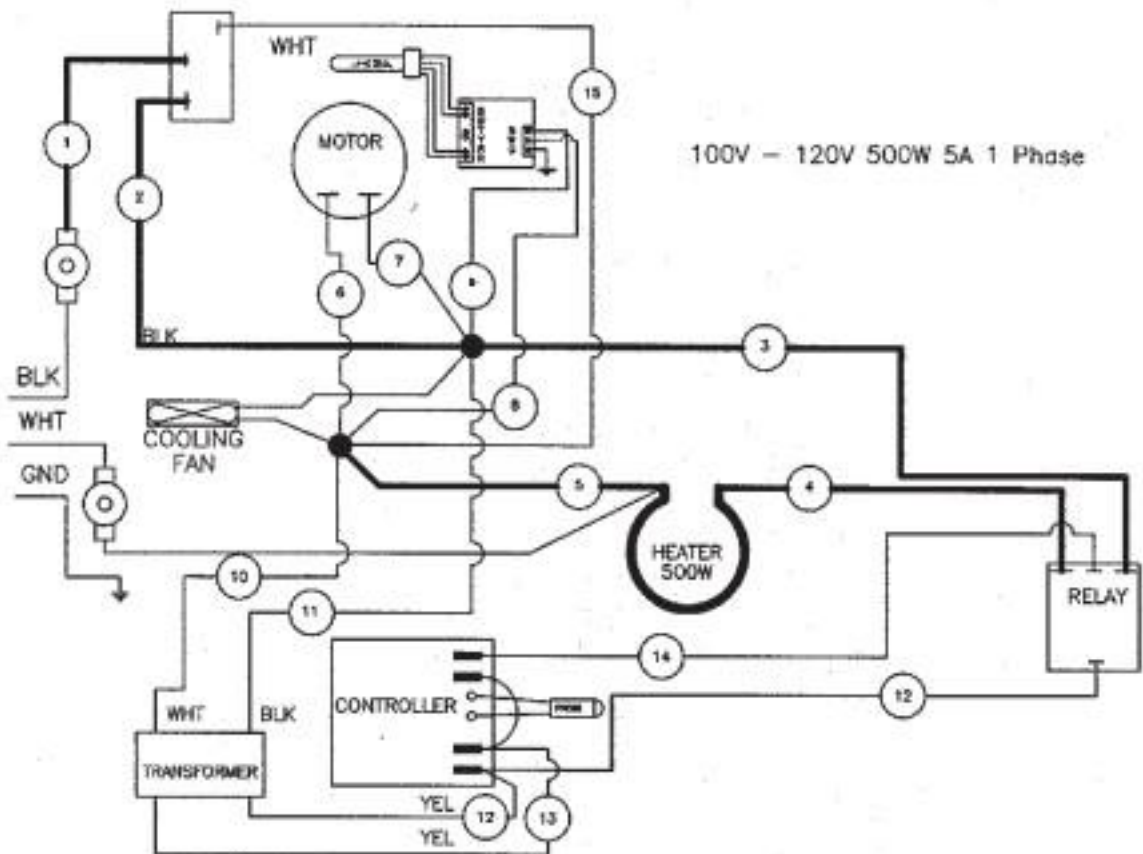 WHT
15
MOTOR
100V - 120V 500W 5A 1 Phase
1
2
7
6
BLK
3
BLK
8
WHT
COOLING
FAN
GND
5
4
HEATER
500W
10
RELAY
11
14
CONTROLLER
12
WHT
BLK
TRANSFORMER
YEL
12
13
YEL